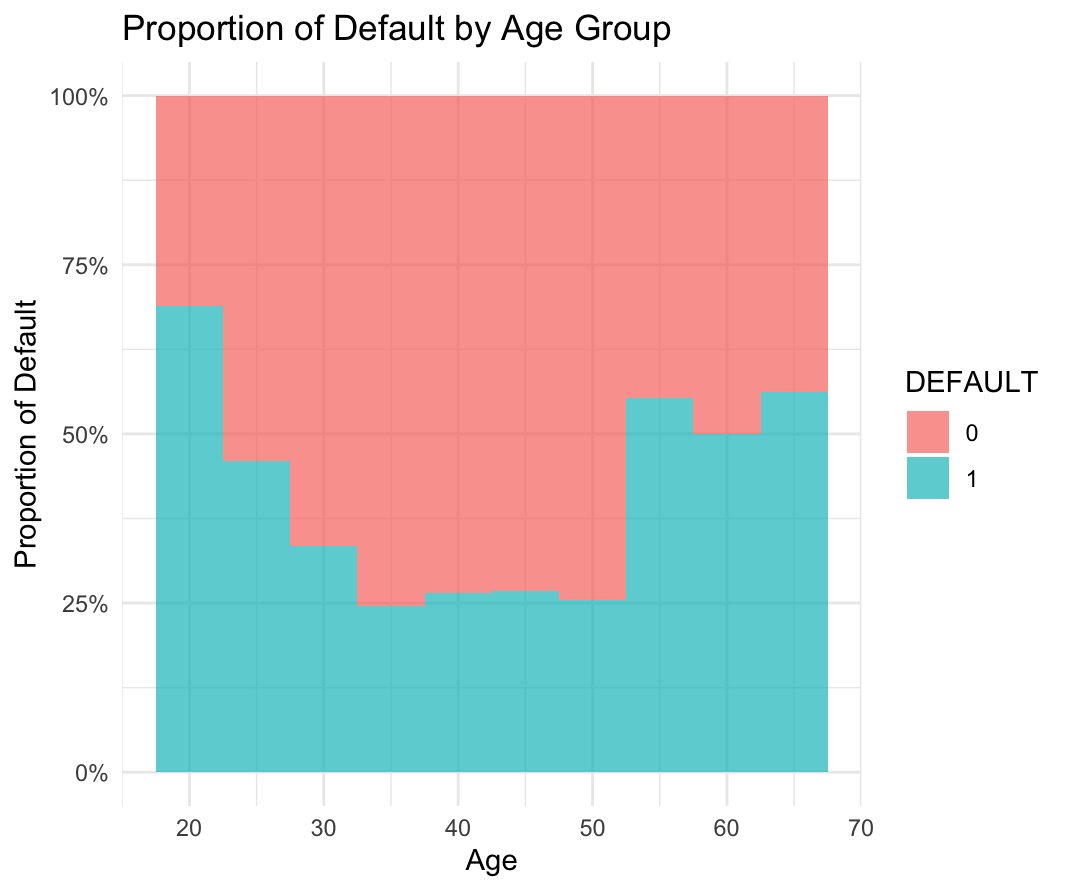 Proportion of Default by Age Group
Proportion of Default
100%
75%
50%
25%
0%
20 30 40 50 60 70
Age
DEFAULT
0
1